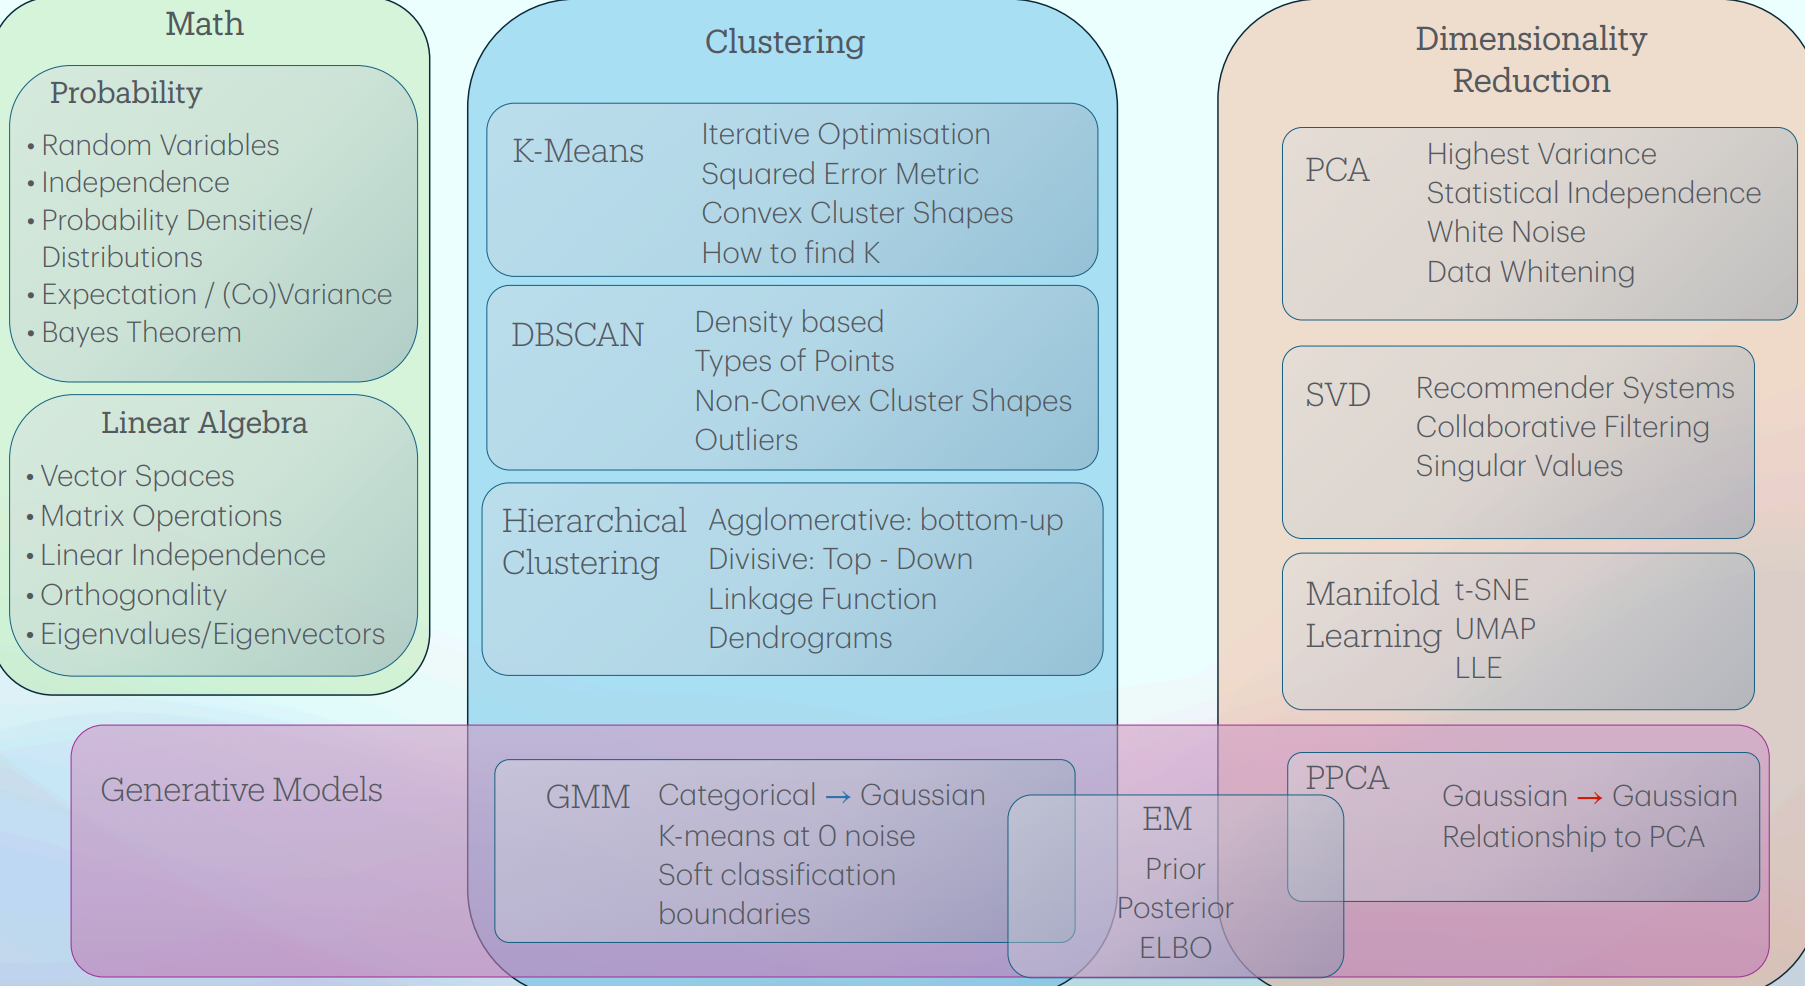 Math
Probability
• Random Variables
• Independence
• Probability Densities/
Distributions
• Expectation / (Co)Variance
• Bayes Theorem
Linear Algebra
• Vector Spaces
• Matrix Operations
• Linear Independence
• Orthogonality
• Eigenvalues/Eigenvectors
Clustering
K-Means
Iterative Optimisation
Squared Error Metric
Convex Cluster Shapes
How to find K
DBSCAN
Density based
Types of Points
Non-Convex Cluster Shapes
Outliers
Hierarchical
Clustering
Agglomerative: bottom-up
Divisive: Top - Down
Linkage Function
Dendrograms
Dimensionality
Reduction
PCA
Highest Variance
Statistical Independence
White Noise
Data Whitening
SVD
Recommender Systems
Collaborative Filtering
Singular Values
Manifold
Learning
t-SNE
UMAP
LLE
Generative Models
GMM
Categorical → Gaussian
K-means at 0 noise
Soft classification
boundaries
EM
Prior
Posterior
ELBO
PPCA
Gaussian → Gaussian
Relationship to PCA